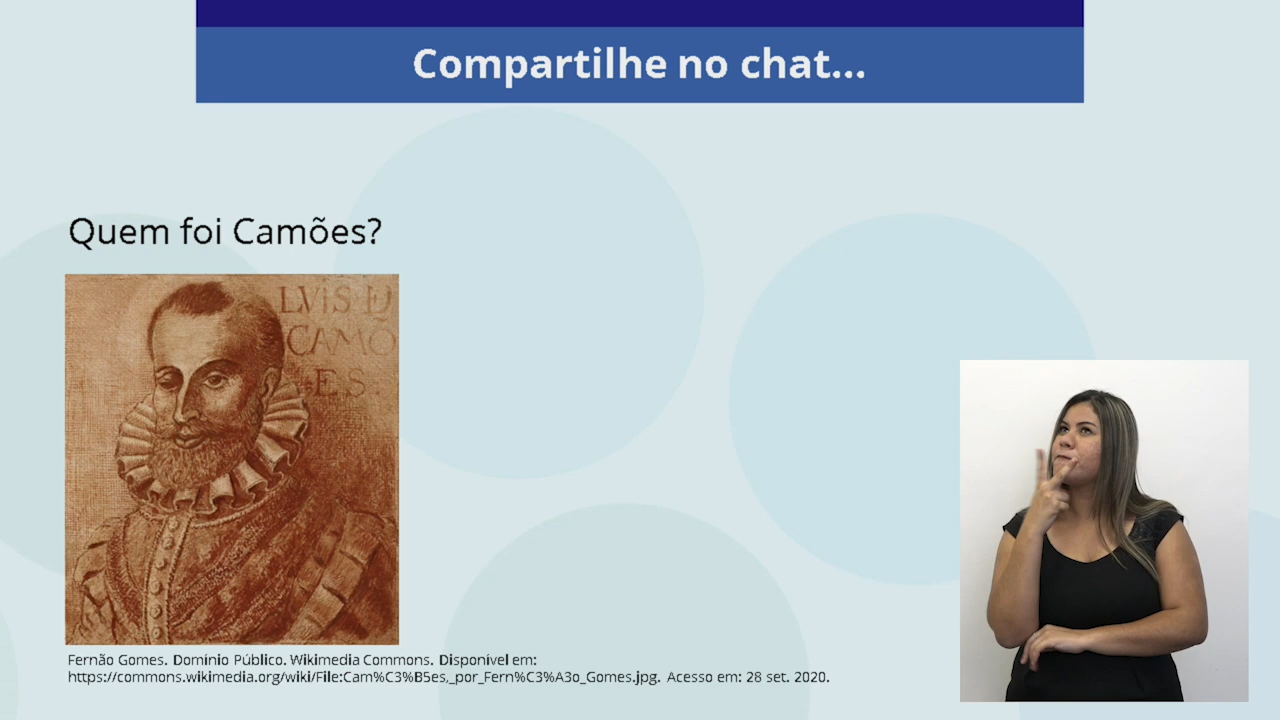 Compartilhe no chat...
Quem foi Camões?
LVIS D
CAMÕ
ES
Fernão Gomes. Domínio Público. Wikimedia Commons. Disponível em:
https://commons.wikimedia.org/wiki/File:Cam%C3%B5es,_por_Fern%C3%A3o_Gomes.jpg. Acesso em: 28 set. 2020.